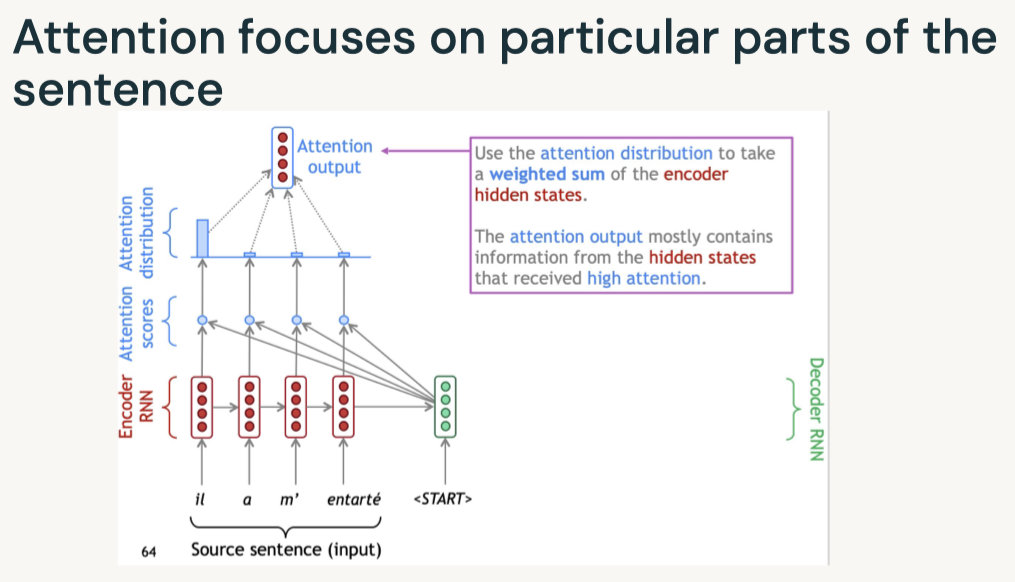 Attention focuses on particular parts of the
sentence
Attention
output
Use the attention distribution to take
a weighted sum of the encoder
hidden states.
The attention output mostly contains
information from the hidden states
that received high attention.
Attention
distribution
Attention
scores
Encoder
RNN
Decoder RNN
il a m' entarté <START>
Source sentence (input)
64